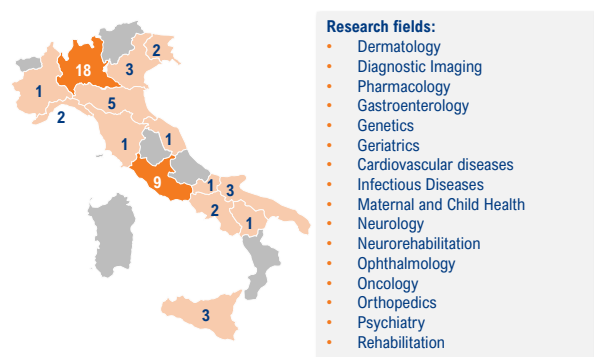 2
18
3
1
5
2
1
1
9
1
3
2
1
3
Research fields:
• Dermatology
• Diagnostic Imaging
• Pharmacology
• Gastroenterology
• Genetics
• Geriatrics
• Cardiovascular diseases
• Infectious Diseases
• Maternal and Child Health
• Neurology
• Neurorehabilitation
• Ophthalmology
• Oncology
• Orthopedics
• Psychiatry
• Rehabilitation